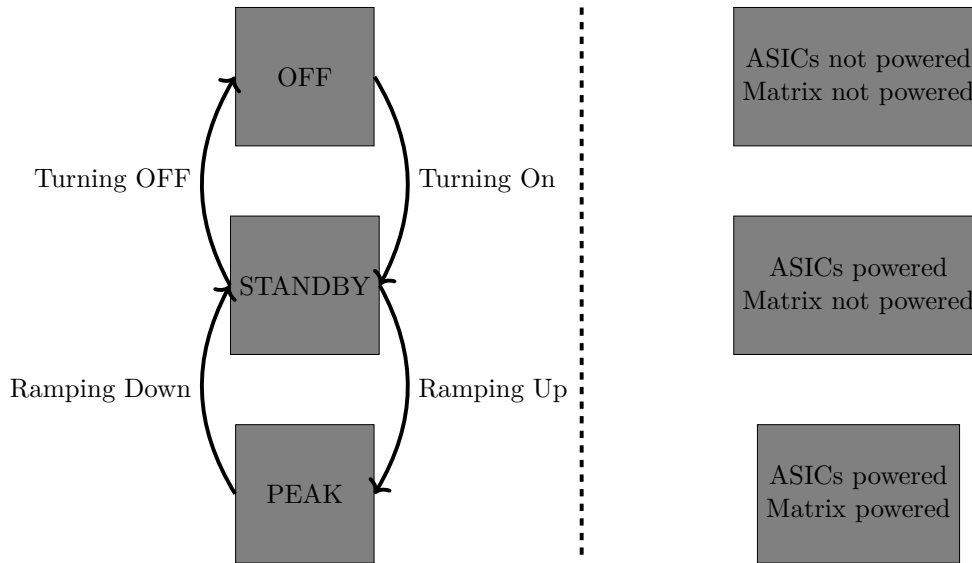 OFF
ASICs not powered
Matrix not powered
Turning OFF
Turning On
STANDBY
ASICs powered
Matrix not powered
Ramping Down
Ramping Up
PEAK
ASICs powered
Matrix powered